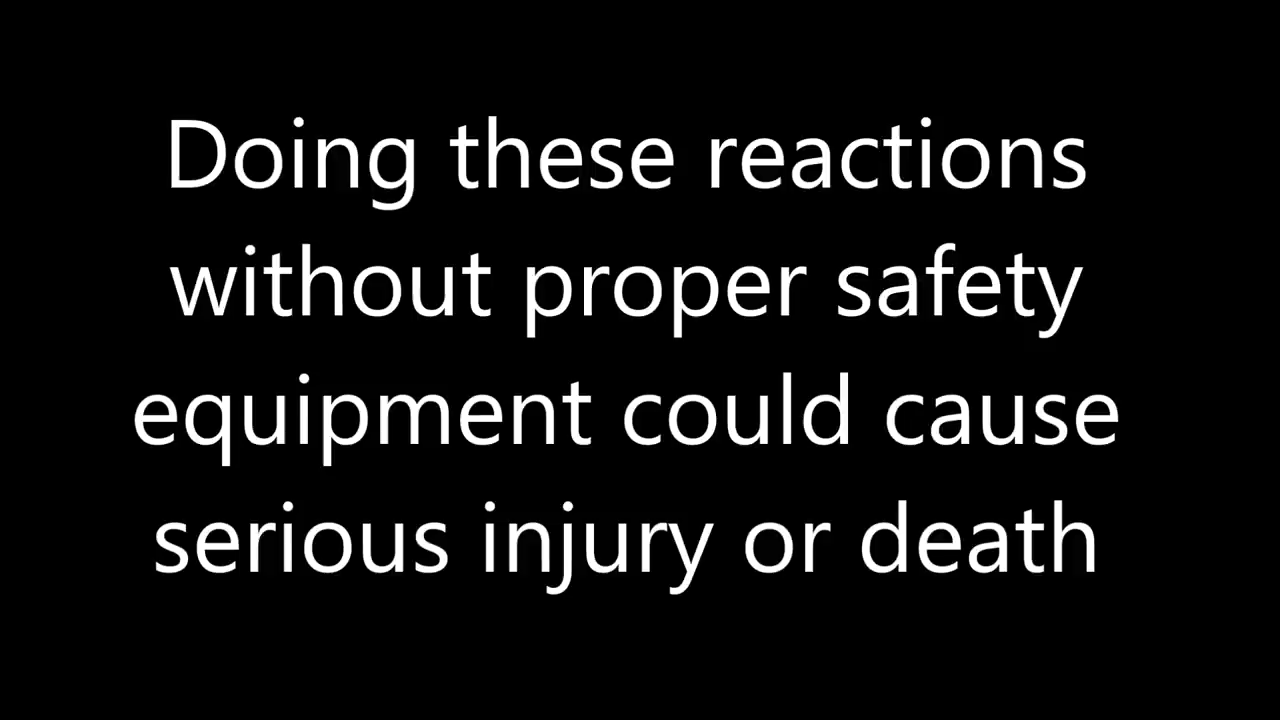 Doing these reactions
without proper safety
equipment could cause
serious injury or death